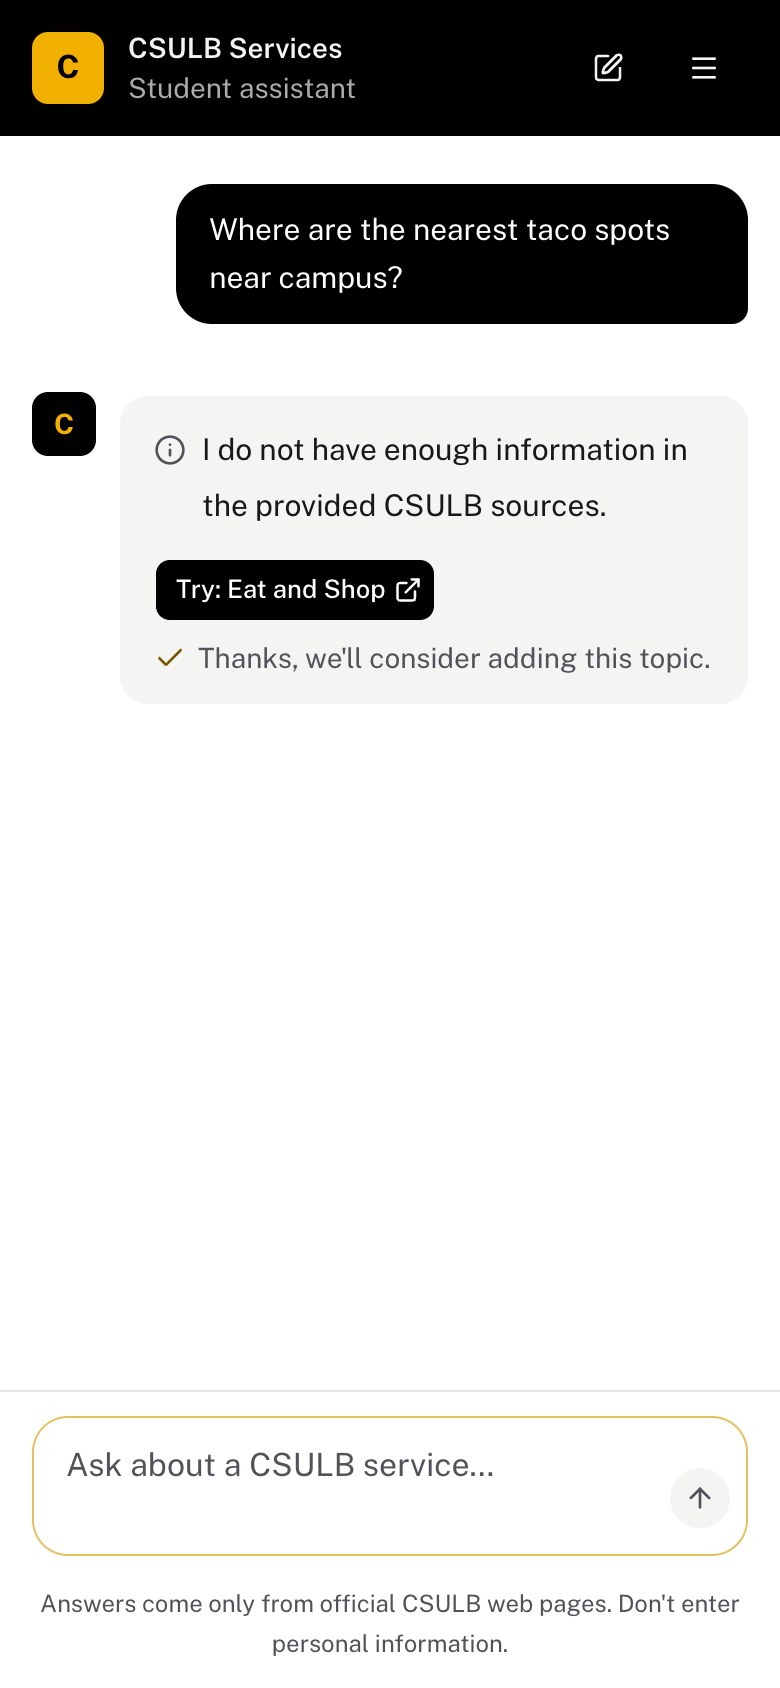 C
CSULB Services
Student assistant
Where are the nearest taco spots
near campus?
C
I do not have enough information in
the provided CSULB sources.
Try: Eat and Shop
Thanks, we'll consider adding this topic.
Ask about a CSULB service...
Answers come only from official CSULB web pages. Don't enter
personal information.